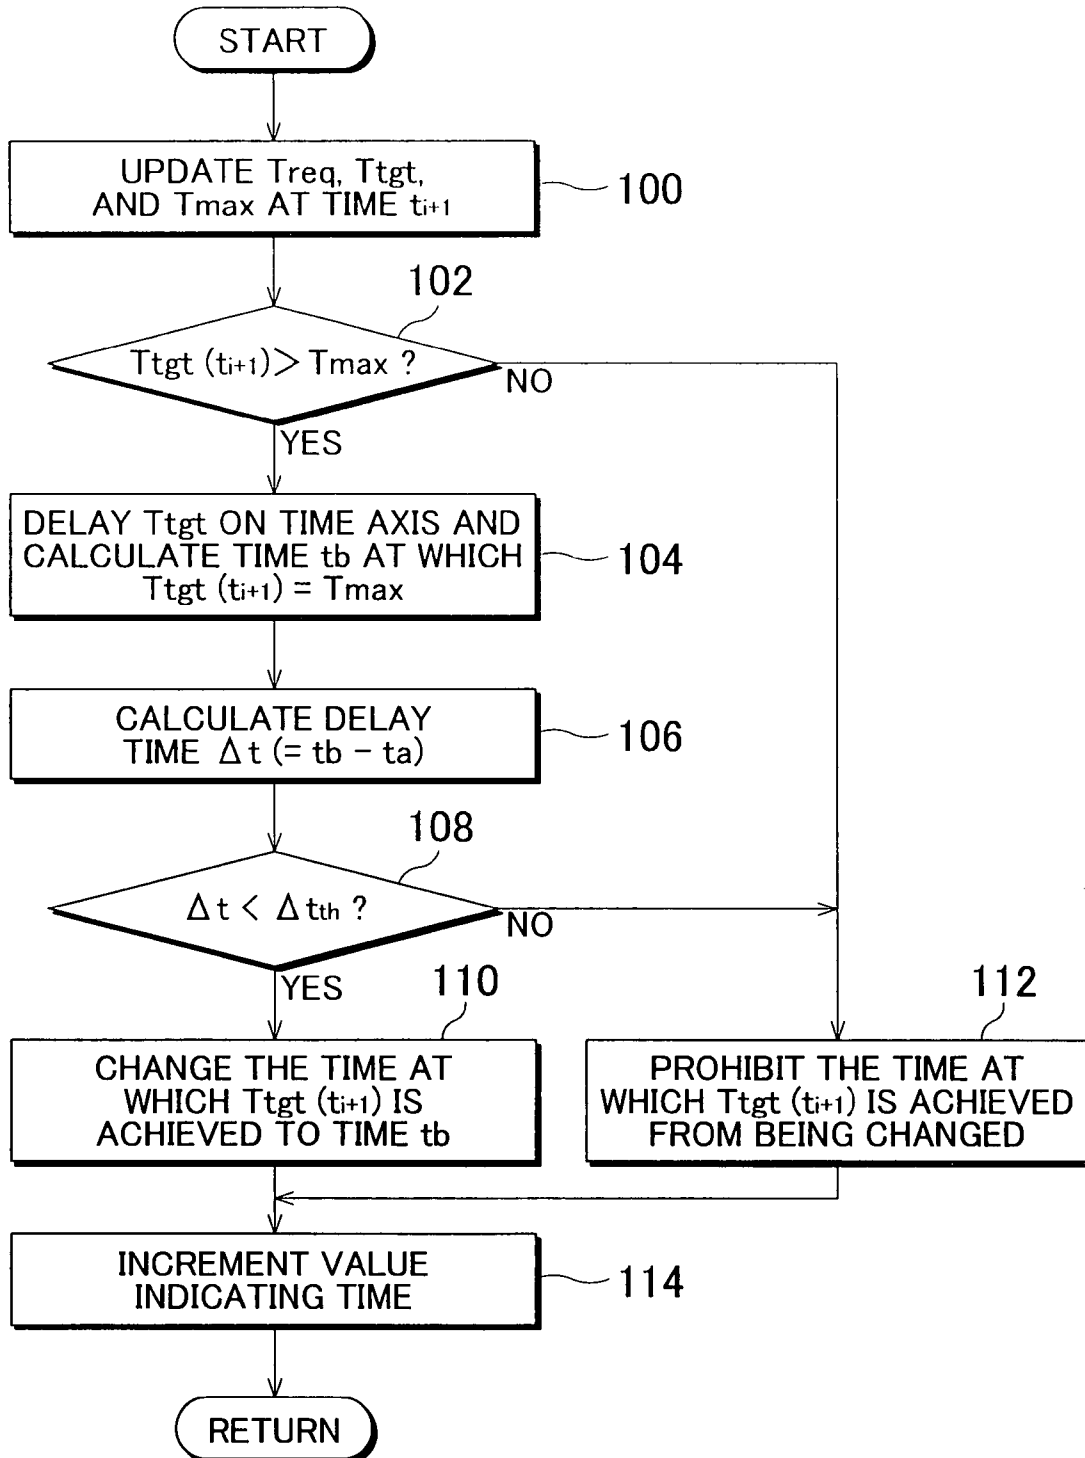 START
UPDATE Treq, Ttgt,
AND Tmax AT TIME ti+1
100
102
Ttgt (ti+1) > Tmax ?
NO
YES
DELAY Ttgt ON TIME AXIS AND
CALCULATE TIME tb AT WHICH
Ttgt (ti+1) = Tmax
104
CALCULATE DELAY
TIME Δt (= tb - ta)
106
108
Δt < Δtth ?
NO
YES
110
CHANGE THE TIME AT
WHICH Ttgt (ti+1) IS
ACHIEVED TO TIME tb
112
PROHIBIT THE TIME AT
WHICH Ttgt (ti+1) IS ACHIEVED
FROM BEING CHANGED
INCREMENT VALUE
INDICATING TIME
114
RETURN